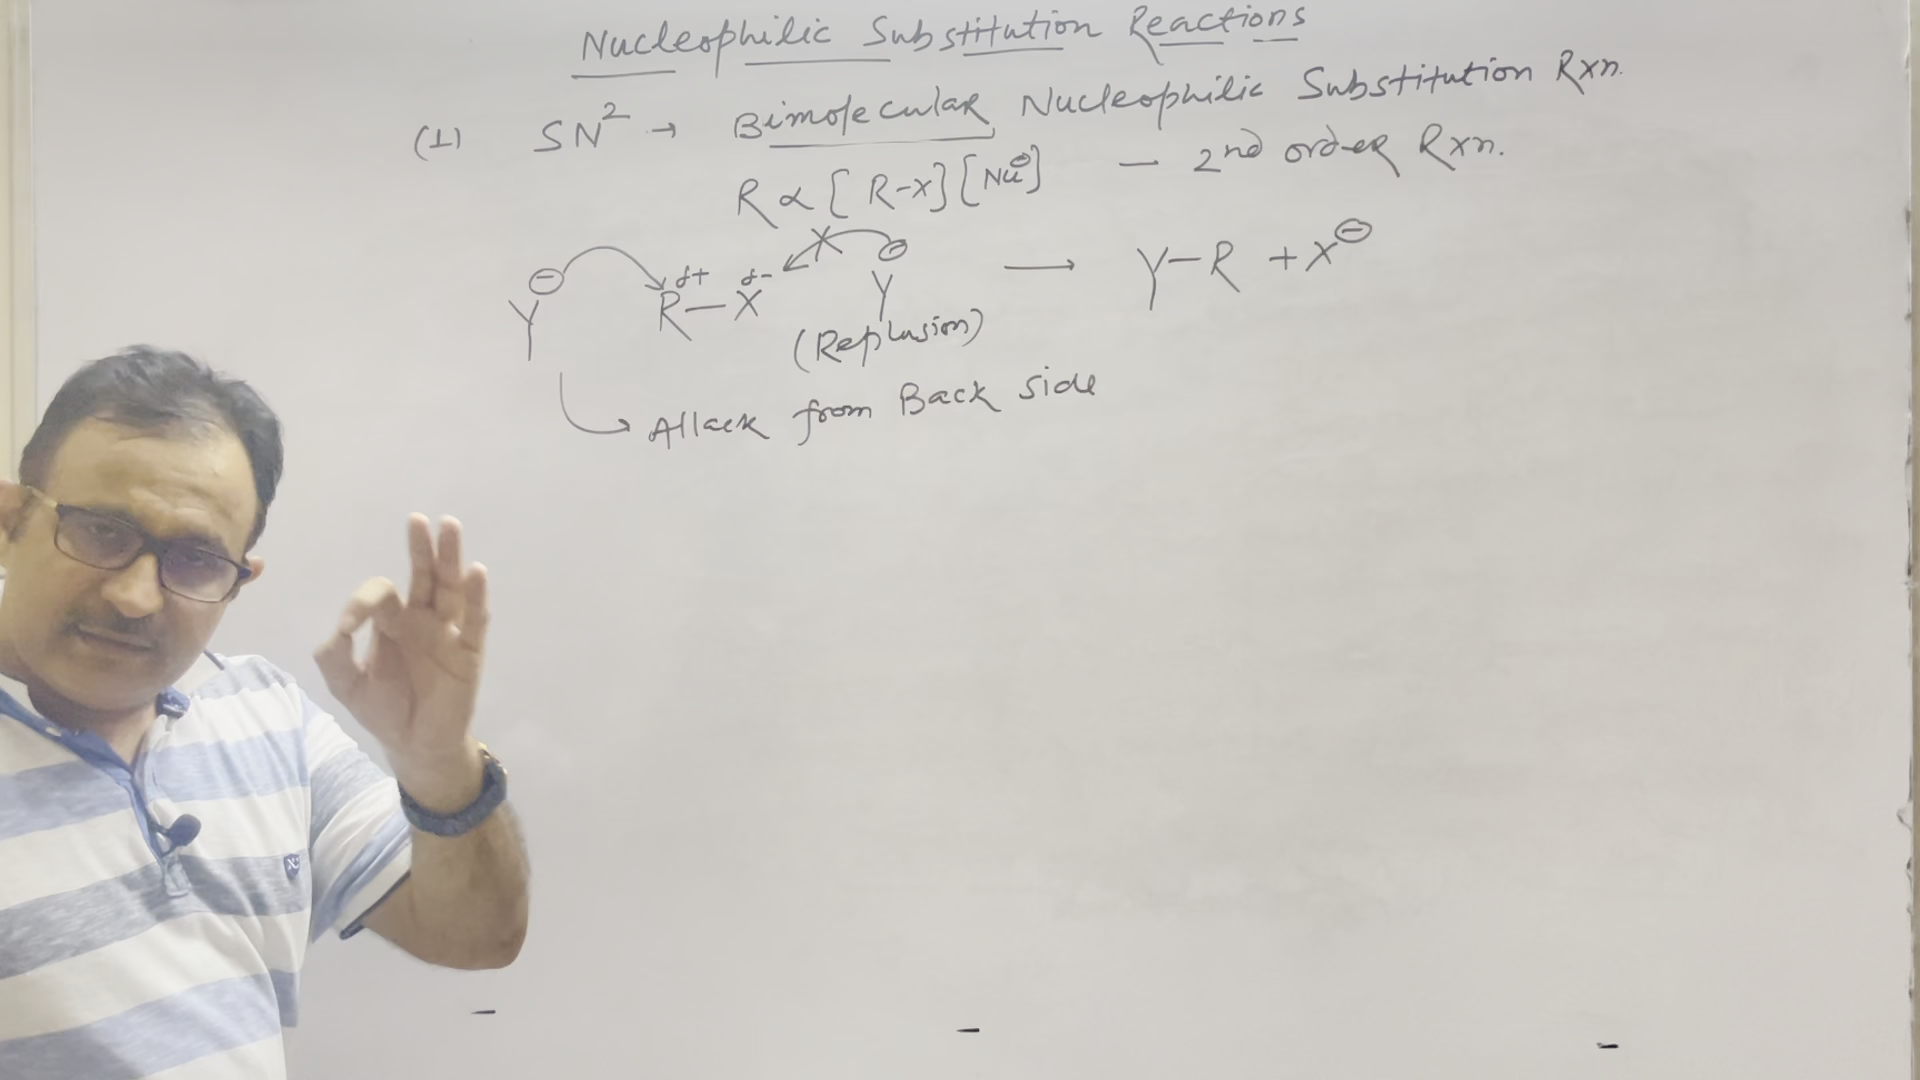 Nucleophilic Substitution Reactions
(1) SN² → Bimolecular Nucleophilic Substitution Rxn.
R ∝ [R-X][Nu⊖] — 2nd order Rxn.
Y⊖ R—X δ+ δ- X Y⊖ ⟶ Y—R + X⊖
(Replusion)
→ Attack from Back side